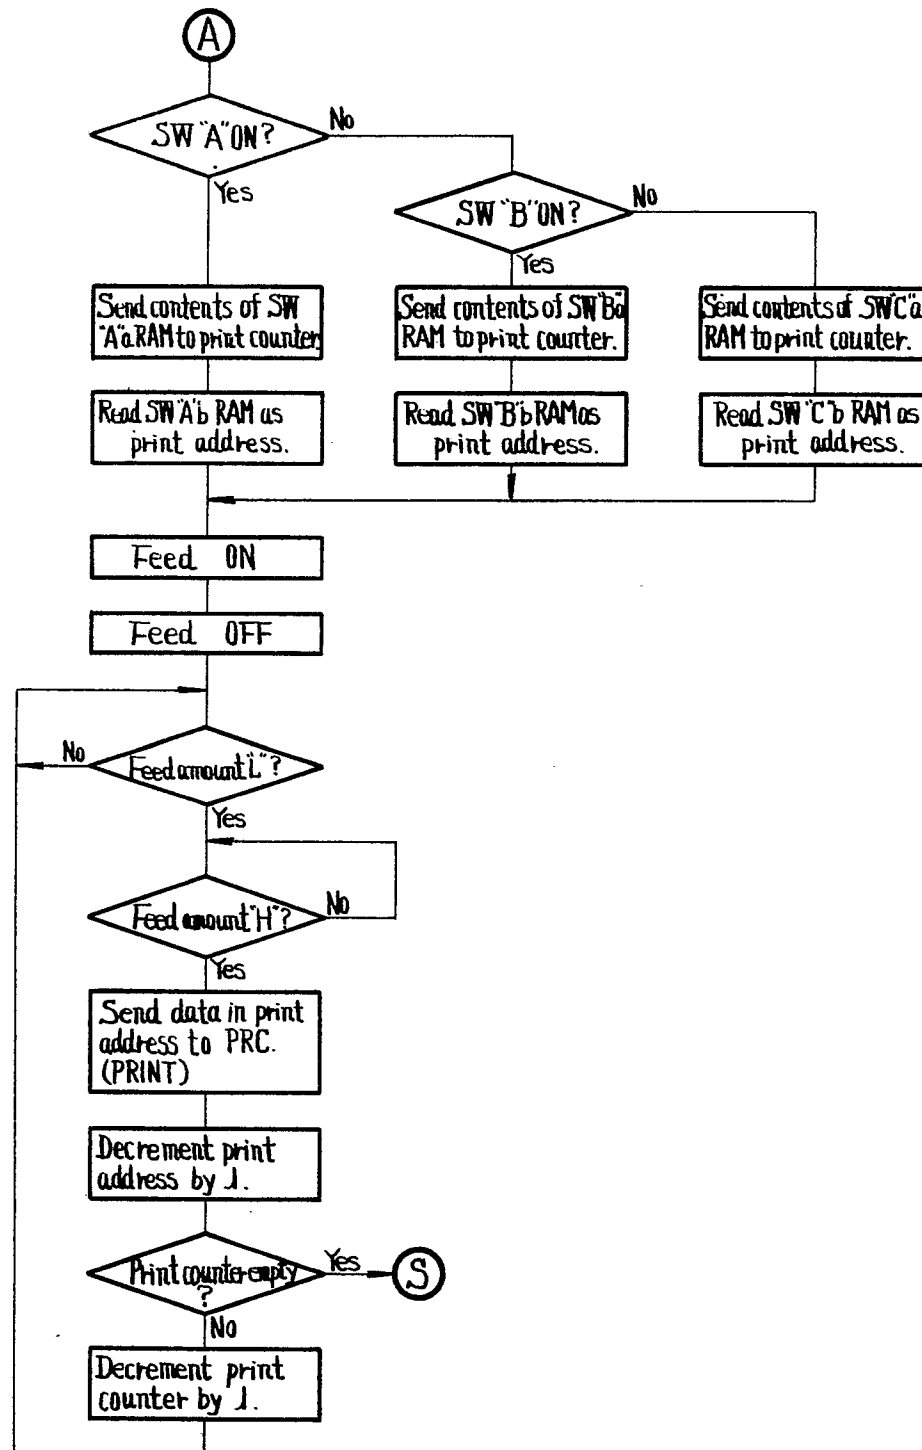 A
SW "A" ON?
No
Yes
SW "B" ON?
No
Yes
Send contents of SW
"A"a RAM to print counter.
Send contents of SW "B"a
RAM to print counter.
Send contents of SW "C"a
RAM to print counter.
Read SW "A"b RAM as
print address.
Read SW "B"b RAM as
print address.
Read SW "C"b RAM as
print address.
Feed ON
Feed OFF
No
Feed amount "L"?
Yes
Feed amount "H"?
No
Yes
Send data in print
address to PRC.
(PRINT)
Decrement print
address by 1.
Print counter empty
?
Yes
S
No
Decrement print
counter by 1.